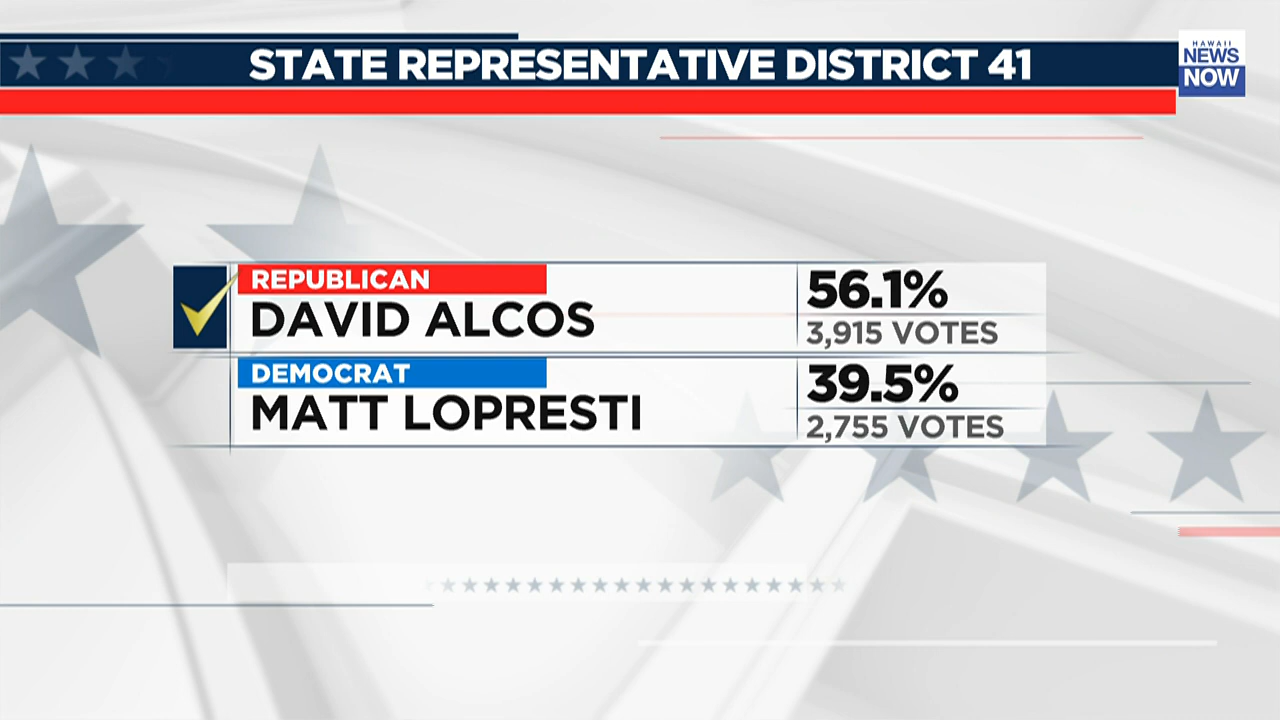 STATE REPRESENTATIVE DISTRICT 41
HAWAII
NEWS
NOW
REPUBLICAN
DAVID ALCOS
56.1%
3,915 VOTES
DEMOCRAT
MATT LOPRESTI
39.5%
2,755 VOTES